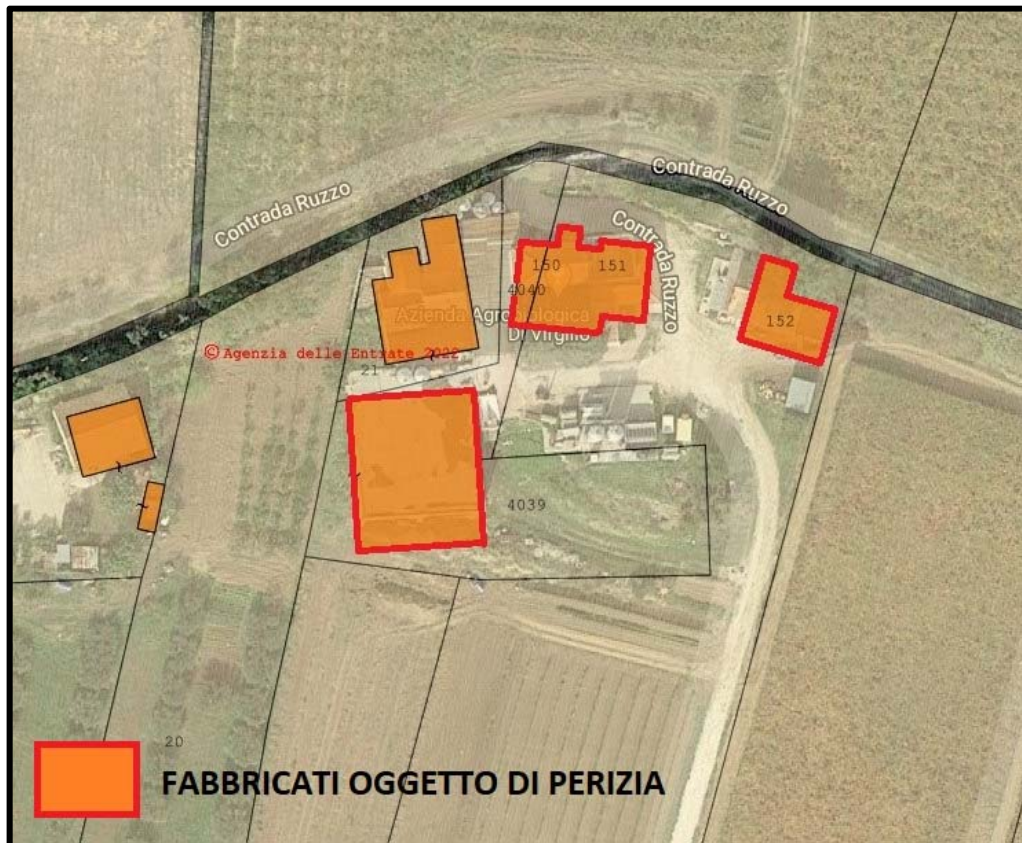 Contrada Ruzzo
Contrada Ruzzo
Contrada Ruzzo
150
151
4040
152
Azienda Agrobiologica
Di Virgilio
© Agenzia delle Entrate 2022
21
4039
20
FABBRICATI OGGETTO DI PERIZIA